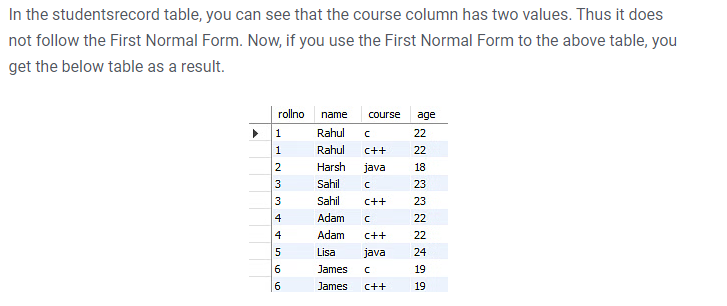 In the studentsrecord table, you can see that the course column has two values. Thus it does
not follow the First Normal Form. Now, if you use the First Normal Form to the above table, you
get the below table as a result.
rollno name course age
1 Rahul c 22
1 Rahul c++ 22
2 Harsh java 18
3 Sahil c 23
3 Sahil c++ 23
4 Adam c 22
4 Adam c++ 22
5 Lisa java 24
6 James c 19
6 James c++ 19